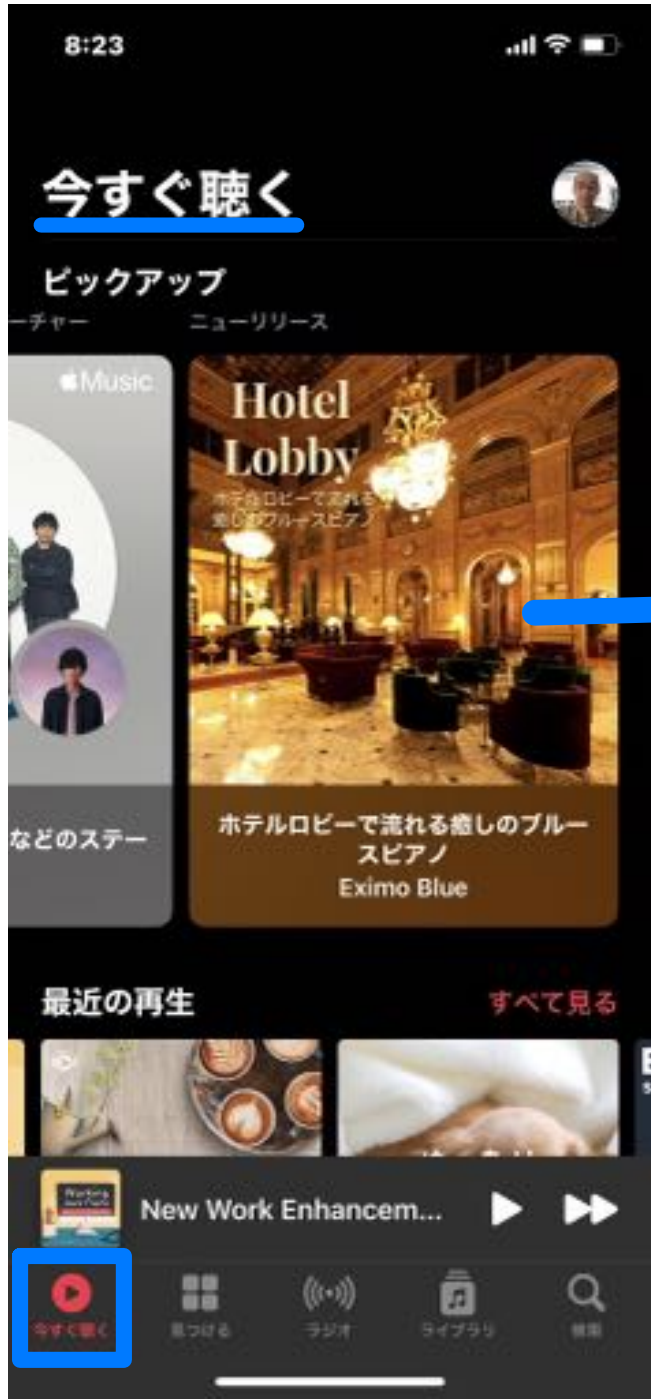 8:23
今すぐ聴く
ピックアップ
ーチャー
ニューリリース
Music
Hotel
Lobby
ホテルロビーで流れる
癒しのブルースピアノ
などのステー
ホテルロビーで流れる癒しのブルー
スピアノ
Eximo Blue
最近の再生
すべて見る
New Work Enhancem...
今すぐ聴く
見つける
ラジオ
ライブラリ
検索